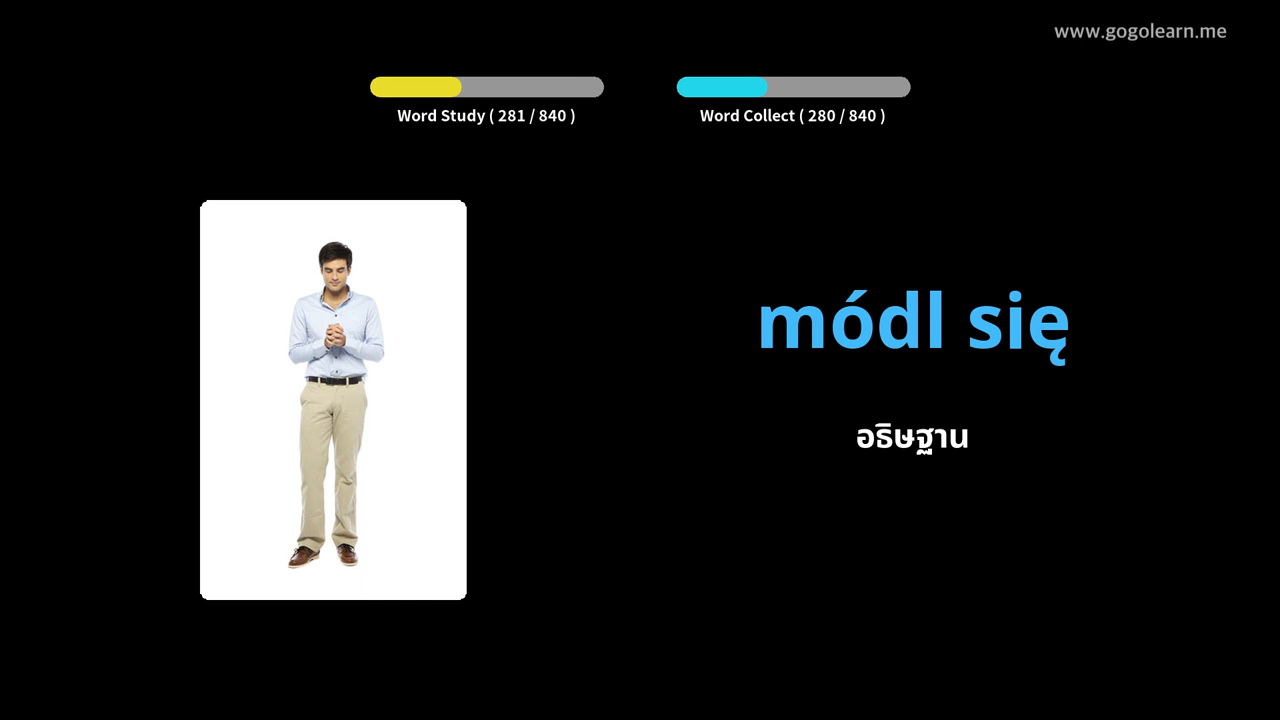 www.gogolearn.me
Word Study ( 281 / 840 )
Word Collect ( 280 / 840 )
módl się
อธิษฐาน